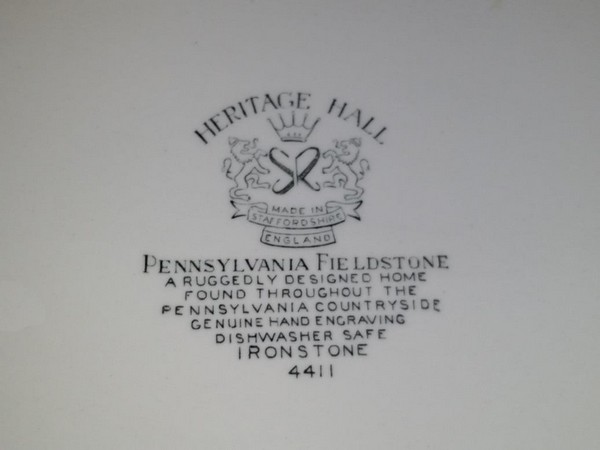 HERITAGE HALL
SR
MADE IN
STAFFORDSHIRE
ENGLAND
PENNSYLVANIA FIELDSTONE
A RUGGEDLY DESIGNED HOME
FOUND THROUGHOUT THE
PENNSYLVANIA COUNTRYSIDE
GENUINE HAND ENGRAVING
DISHWASHER SAFE
IRONSTONE
4411